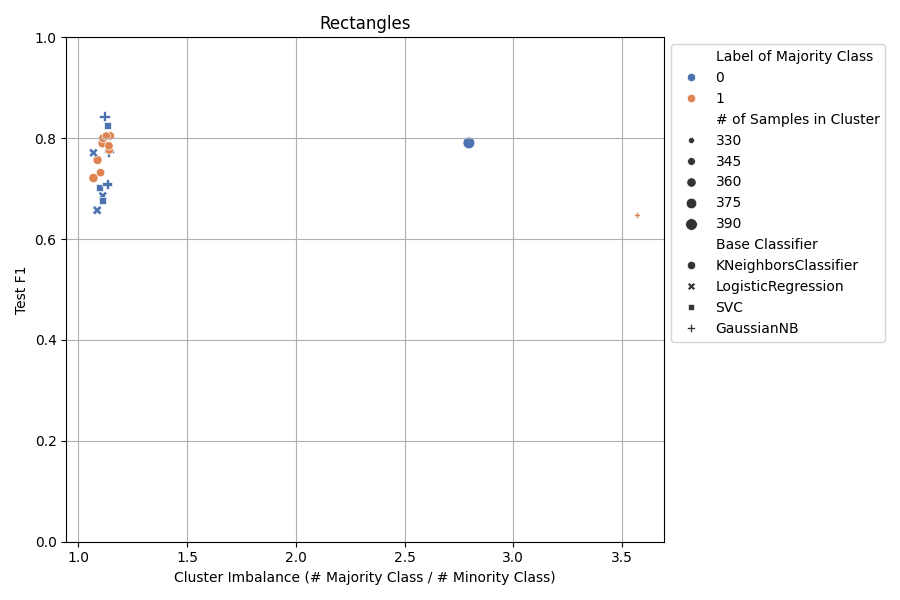 Rectangles
1.0
0.8
0.6
0.4
0.2
0.0
Test F1
1.0 1.5 2.0 2.5 3.0 3.5
Cluster Imbalance (# Majority Class / # Minority Class)
Label of Majority Class
0
1
# of Samples in Cluster
330
345
360
375
390
Base Classifier
KNeighborsClassifier
LogisticRegression
SVC
GaussianNB